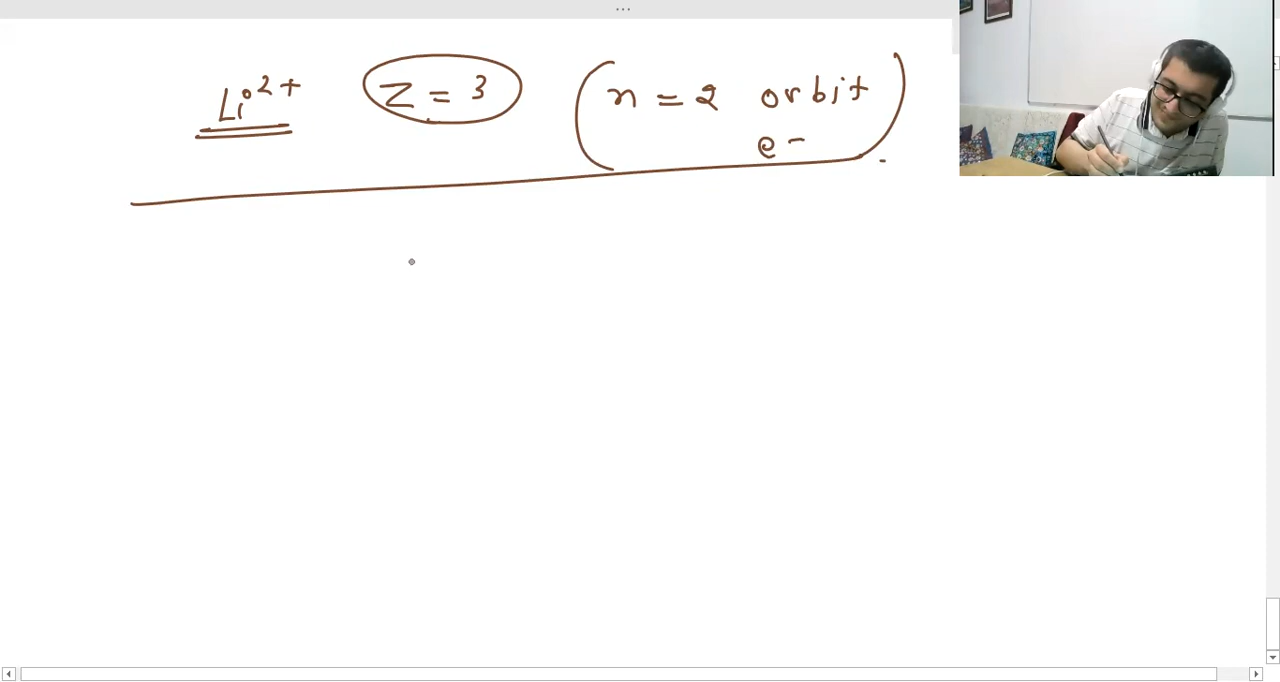 Li²⁺ Z = 3 (n = 2 orbit
e-)